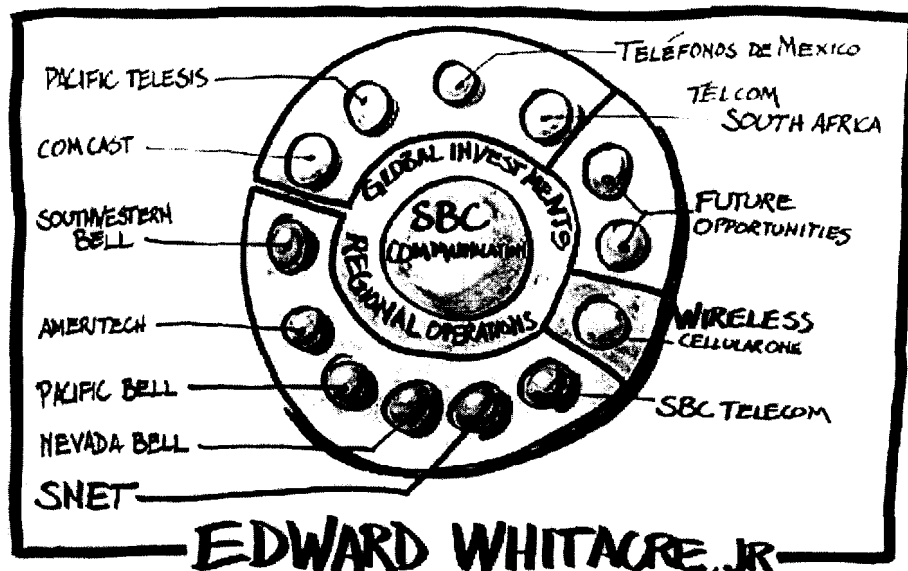 PACIFIC TELESIS
COMCAST
SOUTHWESTERN
BELL
AMERITECH
PACIFIC BELL
NEVADA BELL
SNET
TELÉFONOS DE MEXICO
TELCOM
SOUTH AFRICA
FUTURE
OPPORTUNITIES
WIRELESS
CELLULARONE
SBC TELECOM
GLOBAL INVESTMENTS
SBC
COMMUNICATION
REGIONAL OPERATIONS
EDWARD WHITACRE, JR